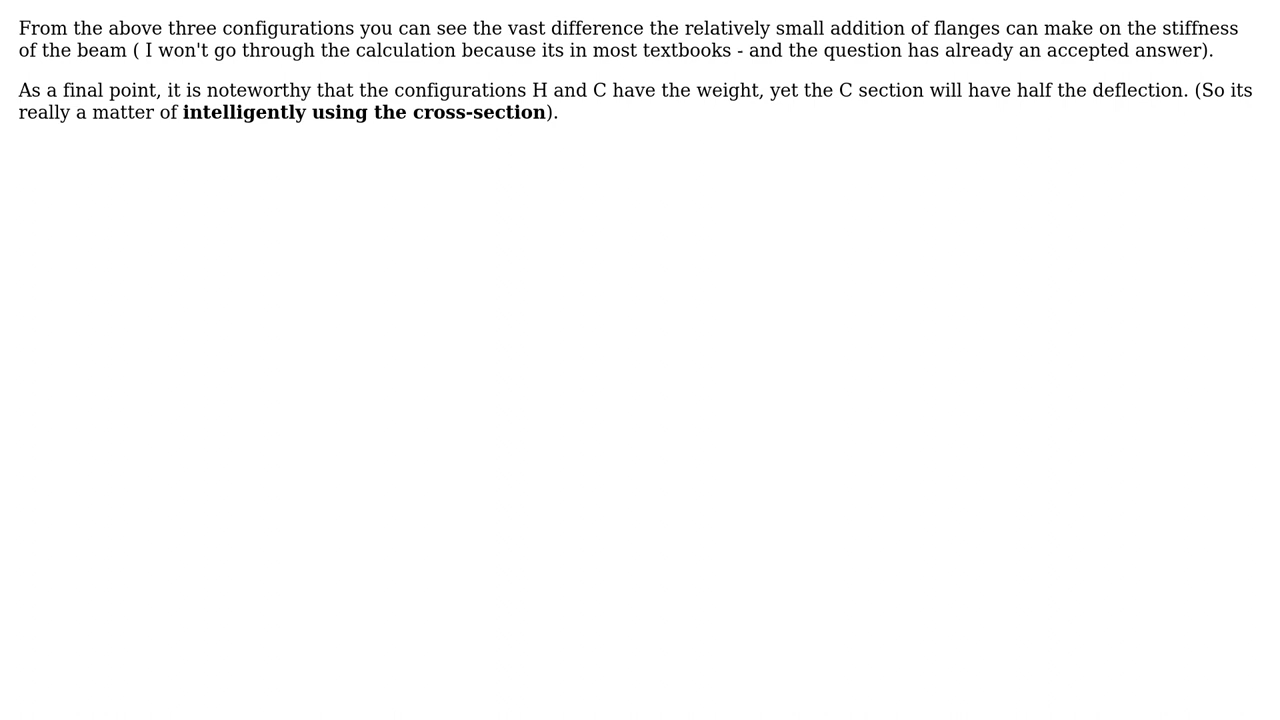 From the above three configurations you can see the vast difference the relatively small addition of flanges can make on the stiffness
of the beam ( I won't go through the calculation because its in most textbooks - and the question has already an accepted answer).
As a final point, it is noteworthy that the configurations H and C have the weight, yet the C section will have half the deflection. (So its
really a matter of intelligently using the cross-section).